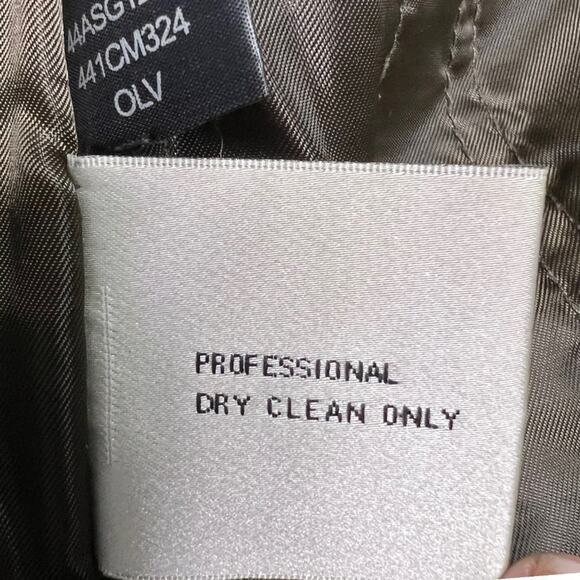 441CM324
OLV
PROFESSIONAL
DRY CLEAN ONLY